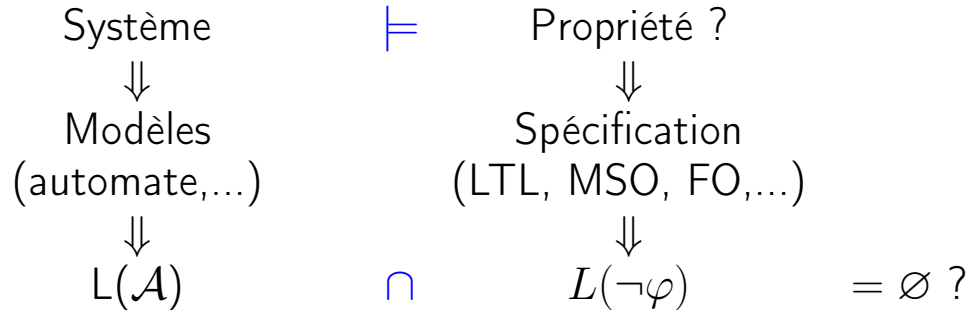 Système ⊨ Propriété ?
⇓ ⇓
Modèles Spécification
(automate,...) (LTL, MSO, FO,...)
⇓ ⇓
L(𝒜) ∩ L(¬φ) = ∅ ?